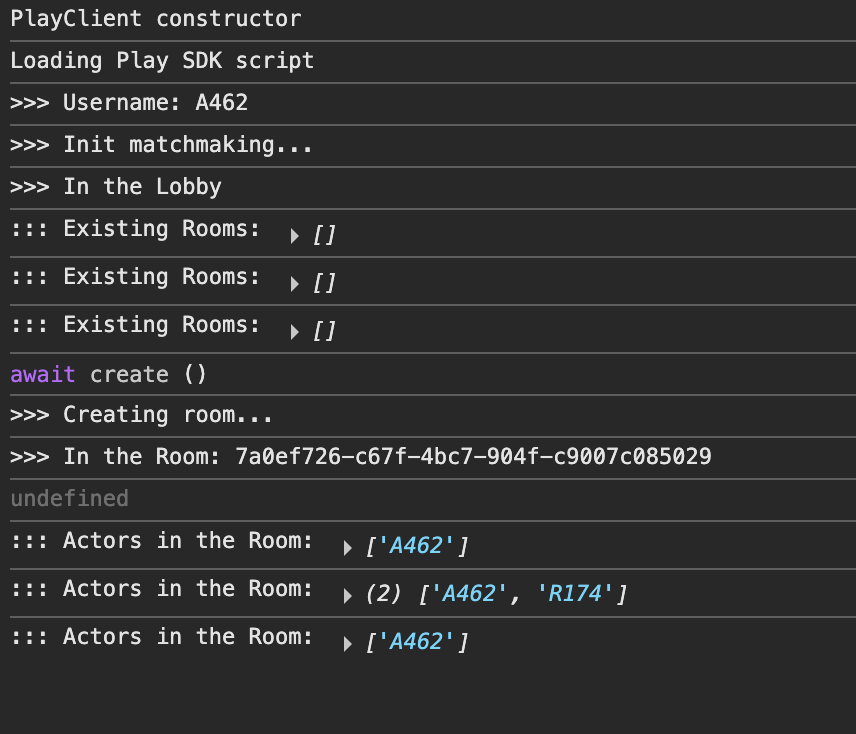 PlayClient constructor
Loading Play SDK script
>>> Username: A462
>>> Init matchmaking...
>>> In the Lobby
::: Existing Rooms: []
::: Existing Rooms: []
::: Existing Rooms: []
await create ()
>>> Creating room...
>>> In the Room: 7a0ef726-c67f-4bc7-904f-c9007c085029
undefined
::: Actors in the Room: ['A462']
::: Actors in the Room: (2) ['A462', 'R174']
::: Actors in the Room: ['A462']